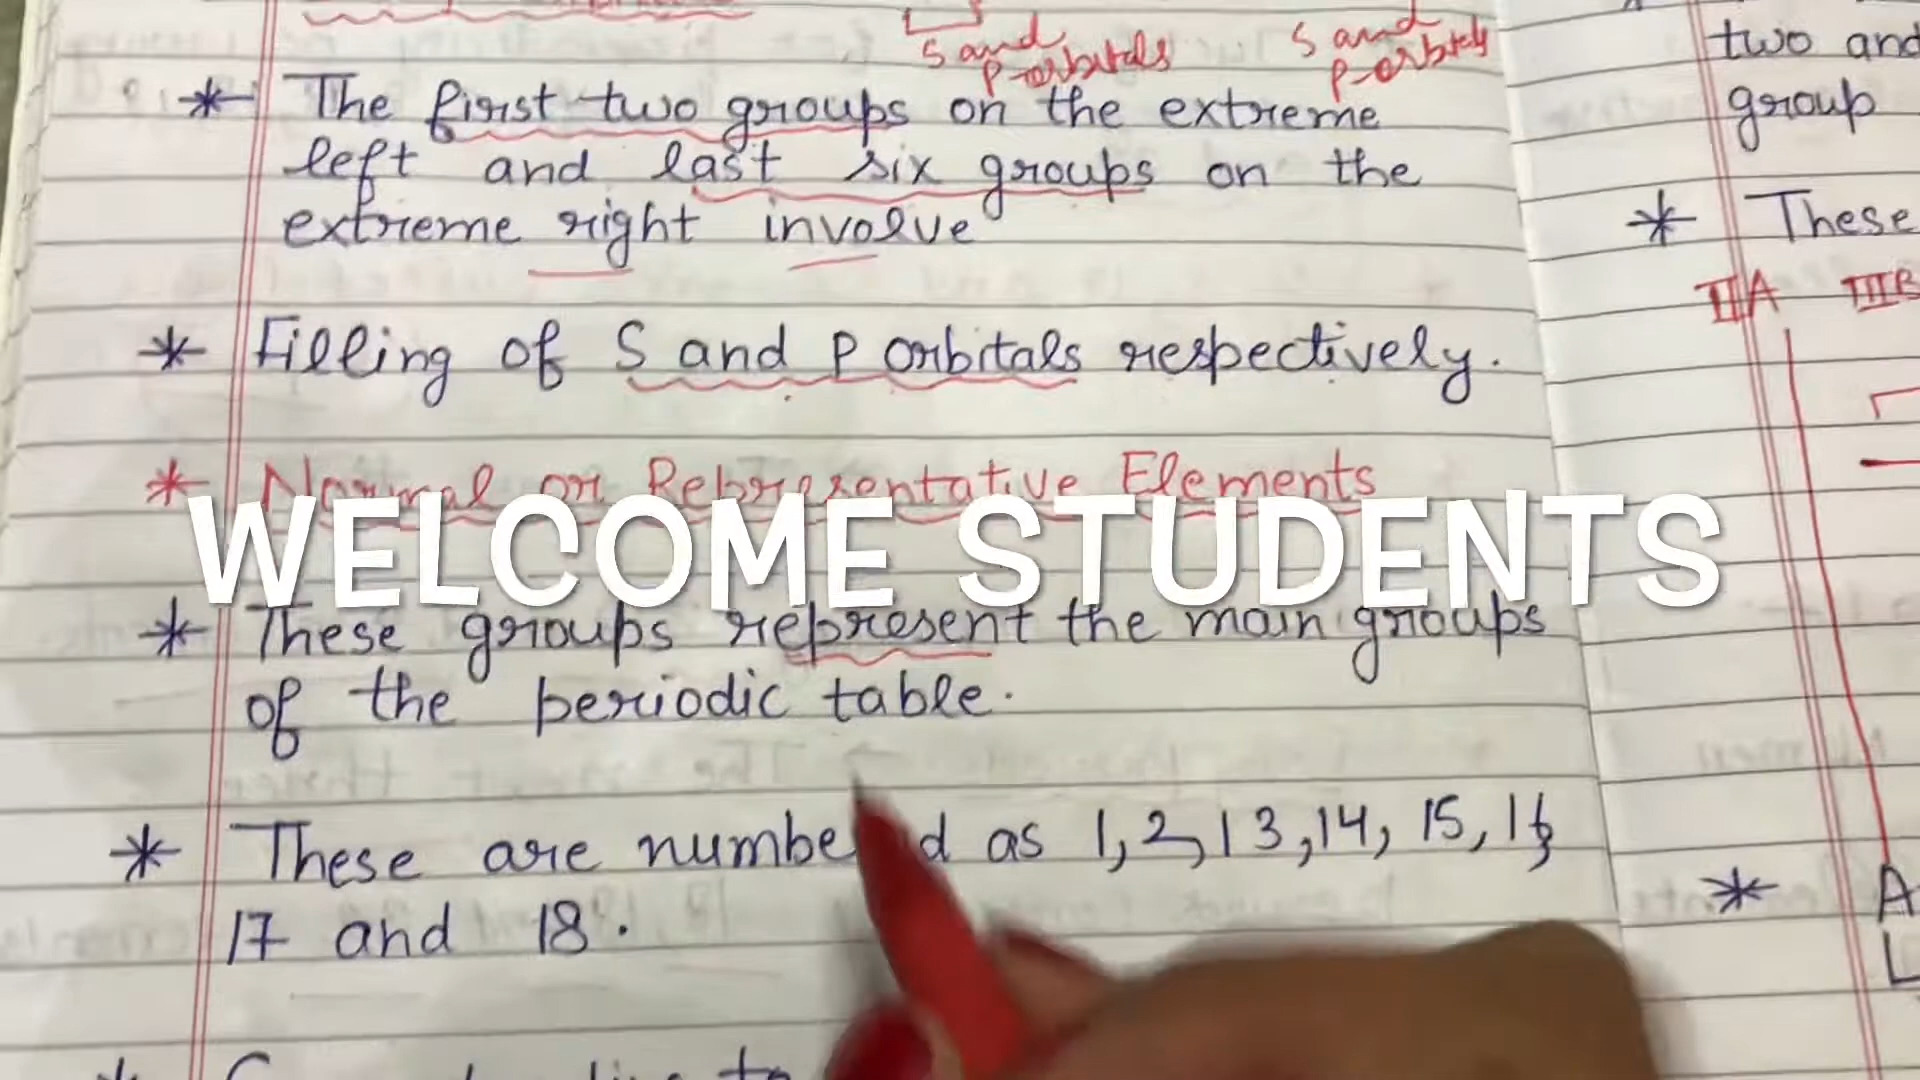 S and
P-orbitals
S and
P-orbitals
* The first two groups on the extreme
left and last six groups on the
extreme right involve
* Filling of S and P orbitals respectively.
* Normal or Representative Elements
WELCOME STUDENTS
* These groups represent the main groups
of the periodic table.
* These are numbe d as 1, 2, 13, 14, 15, 16,
17 and 18.
two and
group
* These
IIA IIIB
*